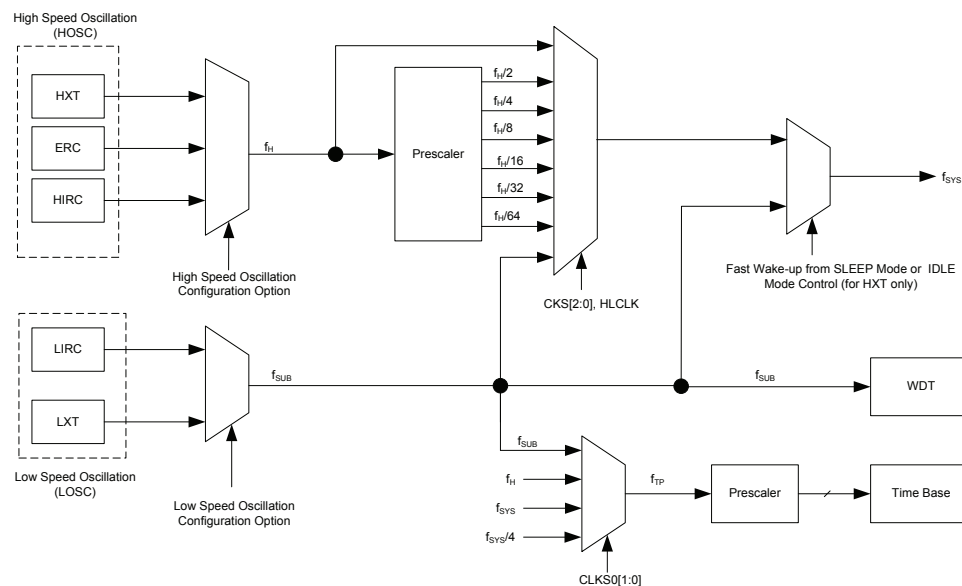 High Speed Oscillation
(HOSC)
HXT
ERC
HIRC
fH
High Speed Oscillation
Configuration Option
Prescaler
fH/2
fH/4
fH/8
fH/16
fH/32
fH/64
CKS[2:0], HLCLK
fSYS
Fast Wake-up from SLEEP Mode or IDLE
Mode Control (for HXT only)
LIRC
LXT
Low Speed Oscillation
(LOSC)
fSUB
Low Speed Oscillation
Configuration Option
fSUB
WDT
fSUB
fH
fSYS
fSYS/4
CLKS0[1:0]
fTP
Prescaler
Time Base